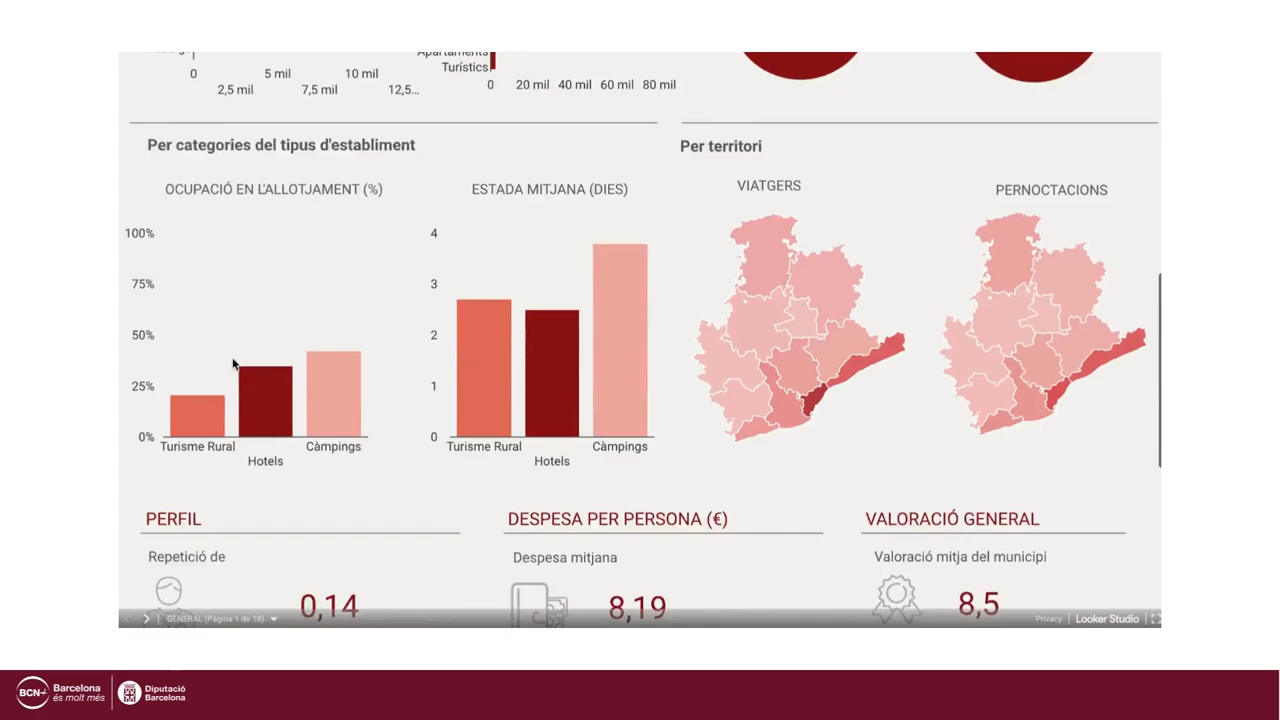 0 5 mil 10 mil
2,5 mil 7,5 mil 12,5...
Apartaments
Turístics
0 20 mil 40 mil 60 mil 80 mil
Per categories del tipus d'establiment
OCUPACIÓ EN L'ALLOTJAMENT (%)
100%
75%
50%
25%
0%
Turisme Rural Càmpings
Hotels
ESTADA MITJANA (DIES)
4
3
2
1
0
Turisme Rural Càmpings
Hotels
Per territori
VIATGERS
PERNOCTACIONS
PERFIL
Repetició de
0,14
DESPESA PER PERSONA (€)
Despesa mitjana
8,19
VALORACIÓ GENERAL
Valoració mitja del municipi
8,5
GENERAL (Pàgina 1 de 18)
Privacy
Looker Studio
BCN+
Barcelona
és molt més
Diputació
Barcelona